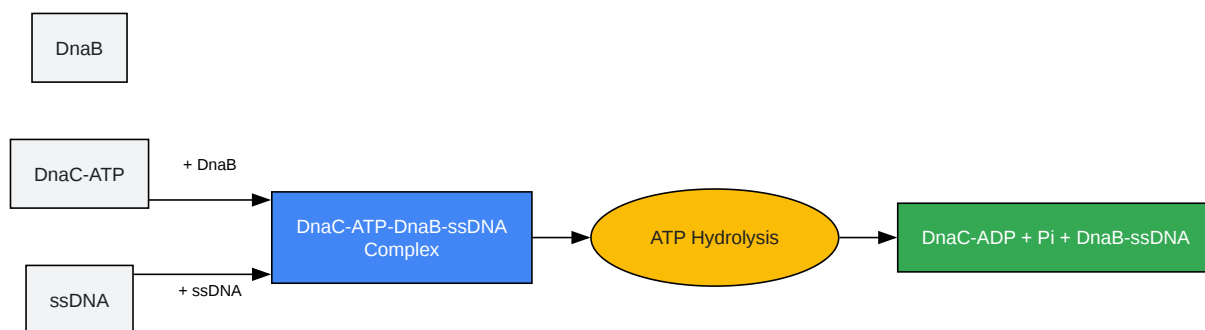 DnaB
DnaC-ATP
+ DnaB
ssDNA
+ ssDNA
DnaC-ATP-DnaB-ssDNA
Complex
ATP Hydrolysis
DnaC-ADP + Pi + DnaB-ssDNA